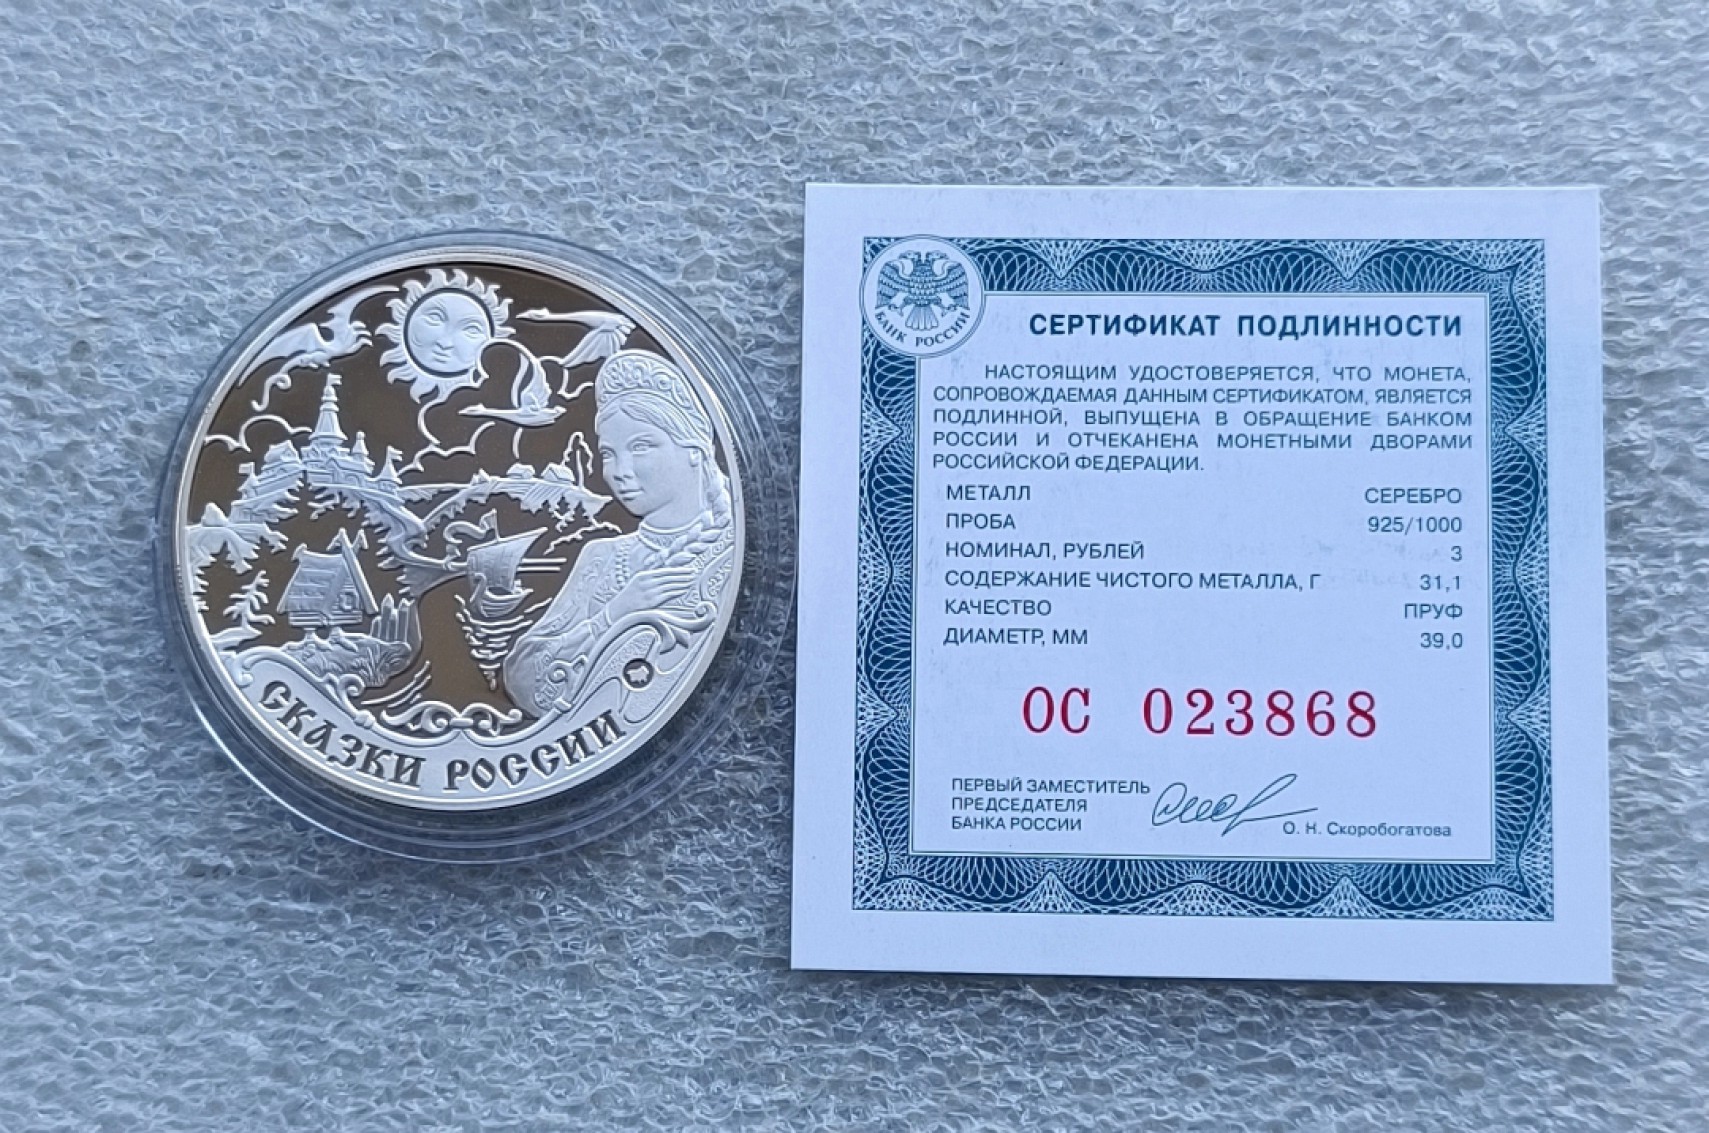 СКАЗКИ РОССИИ
БАНК РОССИИ
СЕРТИФИКАТ ПОДЛИННОСТИ
НАСТОЯЩИМ УДОСТОВЕРЯЕТСЯ, ЧТО МОНЕТА,
СОПРОВОЖДАЕМАЯ ДАННЫМ СЕРТИФИКАТОМ, ЯВЛЯЕТСЯ
ПОДЛИННОЙ, ВЫПУЩЕНА В ОБРАЩЕНИЕ БАНКОМ
РОССИИ И ОТЧЕКАНЕНА МОНЕТНЫМИ ДВОРАМИ
РОССИЙСКОЙ ФЕДЕРАЦИИ.
МЕТАЛЛ СЕРЕБРО
ПРОБА 925/1000
НОМИНАЛ, РУБЛЕЙ 3
СОДЕРЖАНИЕ ЧИСТОГО МЕТАЛЛА, Г 31,1
КАЧЕСТВО ПРУФ
ДИАМЕТР, ММ 39,0
ОС 023868
ПЕРВЫЙ ЗАМЕСТИТЕЛЬ
ПРЕДСЕДАТЕЛЯ
БАНКА РОССИИ
О. Н. Скоробогатова